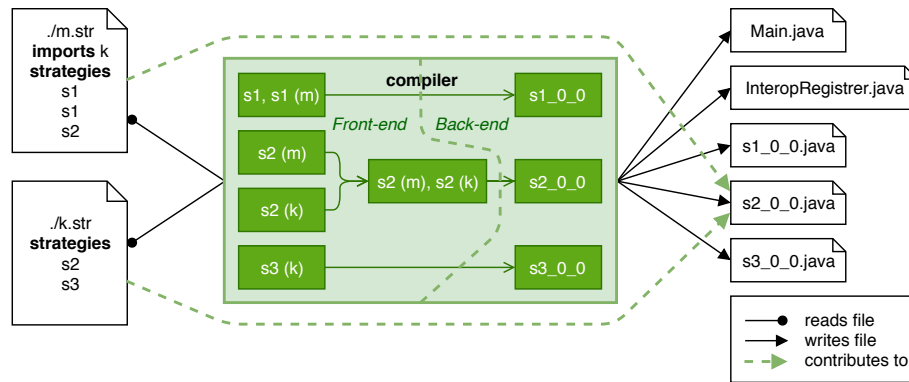 ./m.str
imports k
strategies
s1
s1
s2
./k.str
strategies
s2
s3
compiler
s1, s1 (m)
s1_0_0
Front-end
Back-end
s2 (m)
s2 (k)
s2 (m), s2 (k)
s2_0_0
s3 (k)
s3_0_0
Main.java
InteropRegistrer.java
s1_0_0.java
s2_0_0.java
s3_0_0.java
reads file
writes file
contributes to